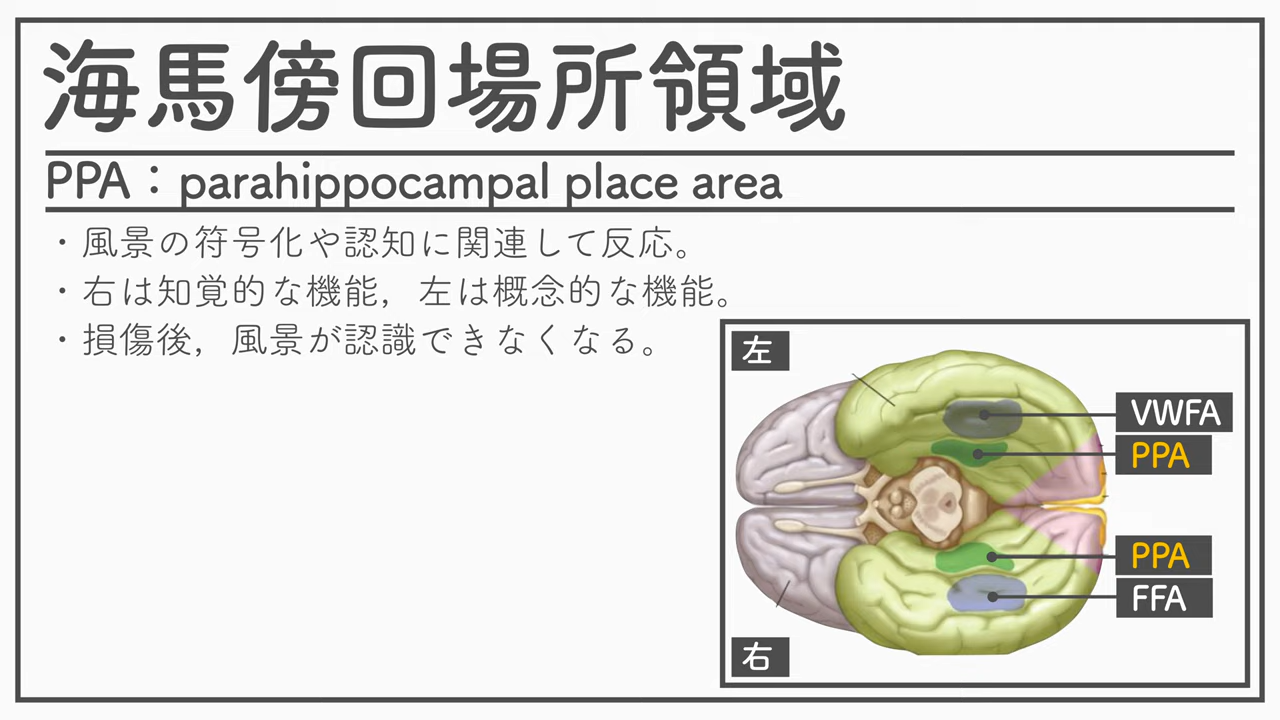 海馬傍回場所領域
PPA：parahippocampal place area
・風景の符号化や認知に関連して反応。
・右は知覚的な機能，左は概念的な機能。
・損傷後，風景が認識できなくなる。
左
VWFA
PPA
PPA
FFA
右